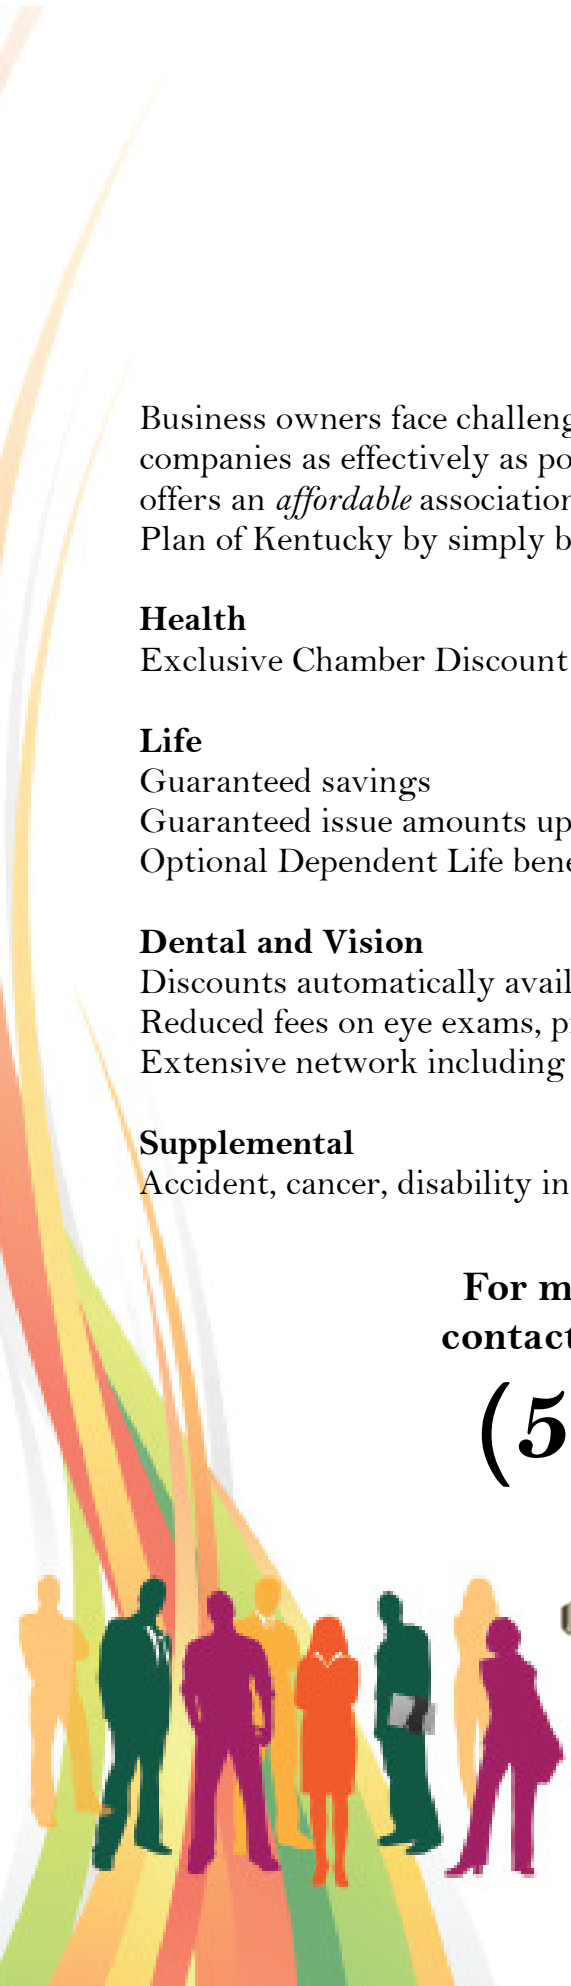 Business owners face challeng
companies as effectively as po
offers an affordable association
Plan of Kentucky by simply b
Health
Exclusive Chamber Discount
Life
Guaranteed savings
Guaranteed issue amounts up
Optional Dependent Life bene
Dental and Vision
Discounts automatically avail
Reduced fees on eye exams, p
Extensive network including
Supplemental
Accident, cancer, disability in
For m
contact
(5